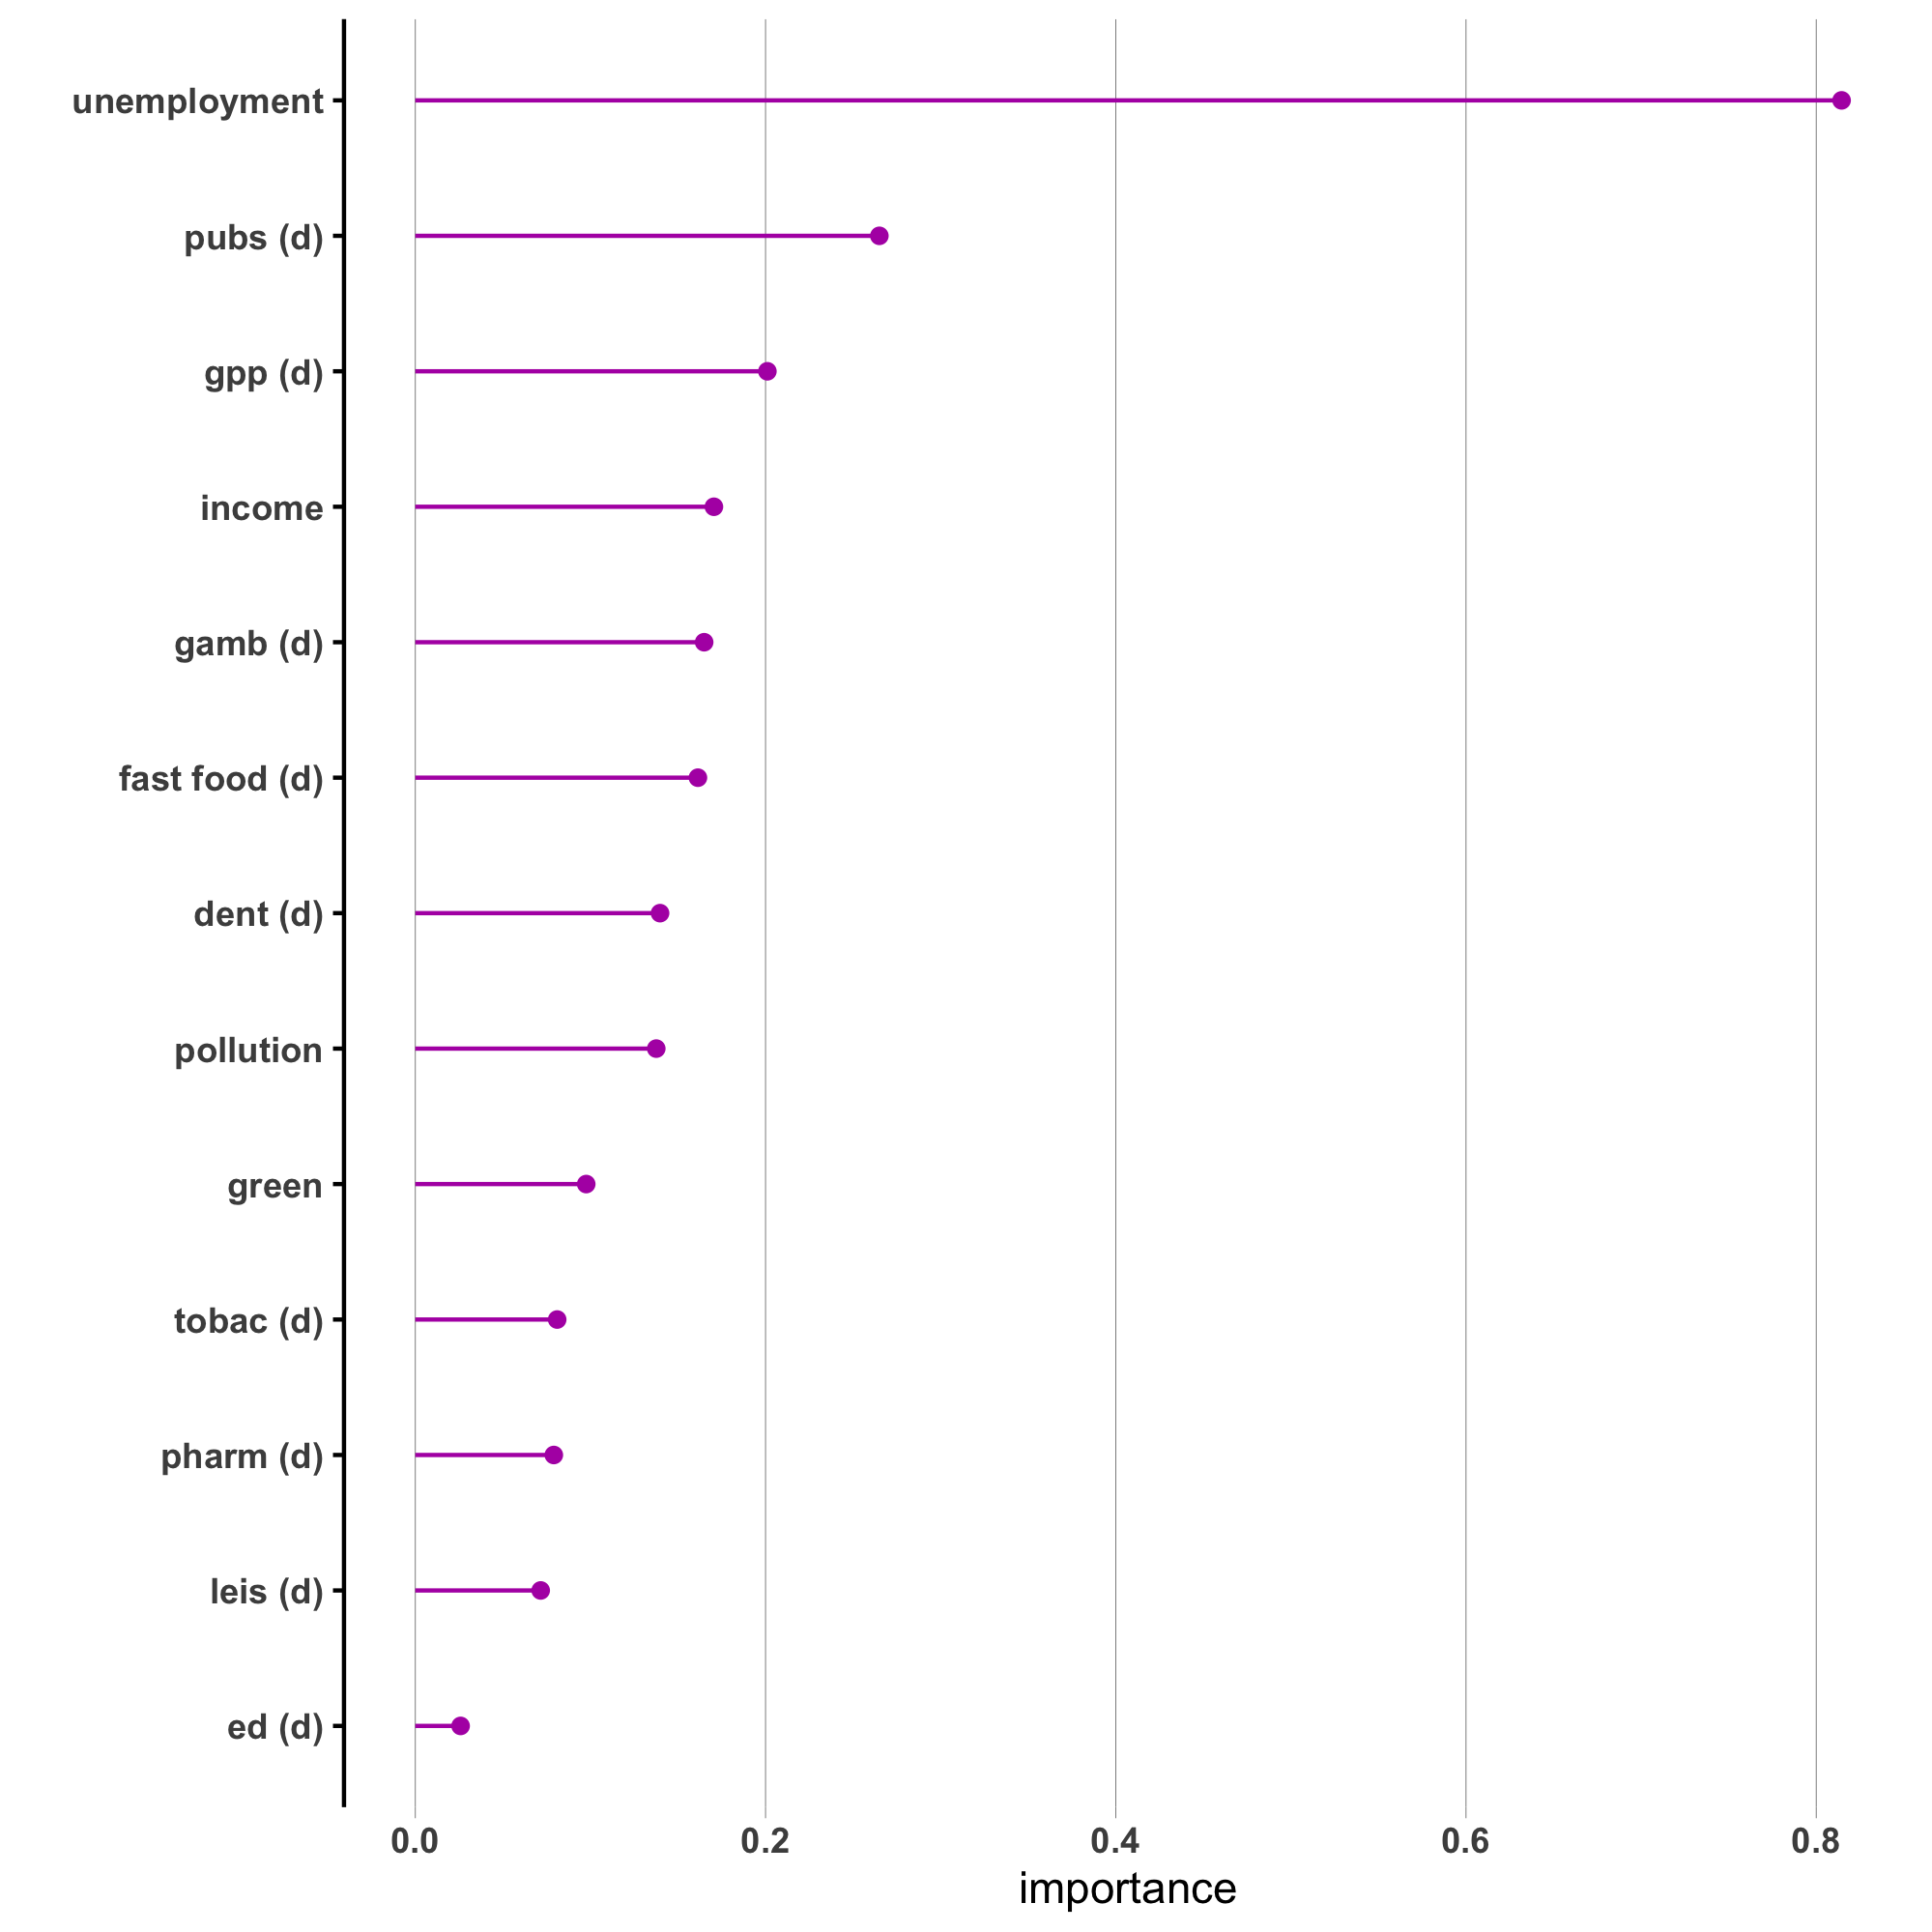 unemployment
pubs (d)
gpp (d)
income
gamb (d)
fast food (d)
dent (d)
pollution
green
tobac (d)
pharm (d)
leis (d)
ed (d)
0.0 0.2 0.4 0.6 0.8
importance